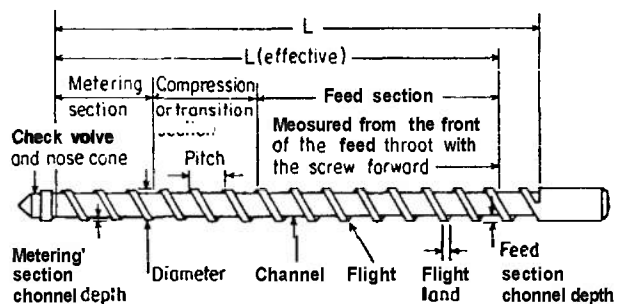 L
L(effective)
Metering
section
Compression
or transition
section
Feed section
Measured from the front
of the feed throot with
the screw forward
Check volve
and nose cone
Pitch
Metering'
section
chonnel depth
Diometer
Channel
Flight
Flight
land
Feed
section
channel depth